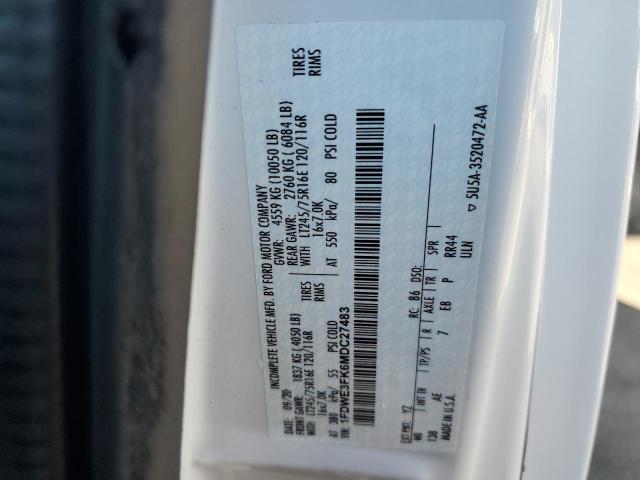 INCOMPLETE VEHICLE MFD. BY FORD MOTOR COMPANY
09/20 GVWR: 4559 KG (10050 LB)
FRONT GAWR: 1837 KG (4050 LB) REAR GAWR: 2760 KG (6084 LB)
WITH LT245/75R16E 120/116R TIRES WITH LT245/75R16E 120/116R TIRES
16x7.0K RIMS 16x7.0K RIMS
AT 380 kPa/ 55 PSI COLD AT 550 kPa/ 80 PSI COLD
VIN: 1FDWE3FK6MDC27483
EXT PNT: YZ RC: B6 DSO:
WB INT TR TP/PS R AXLE TR SPR
138 AE 7 E8 P RR44
MADE IN U.S.A. ULN
▽ 5U5A-3520472-AA